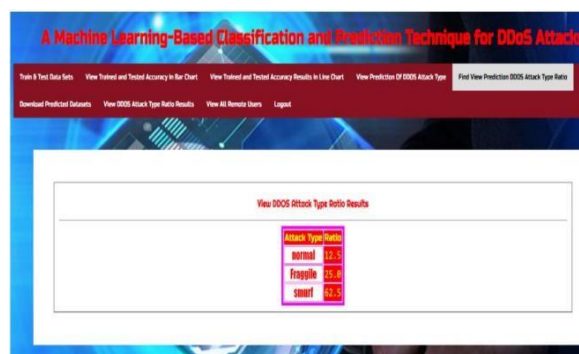 A Machine Learning-Based Classification and Prediction Technique for DDoS Attack
Train & Test Data Sets View Trained and Tested Accuracy in Bar Chart View Trained and Tested Accuracy Results in Line Chart View Prediction Of DDOS Attack Type Find View Prediction DDOS Attack Type Ratio
Download Predicted Datasets View DDOS Attack Type Ratio Results View All Remote Users Logout
View DDOS Attack Type Ratio Results
Attack Type Ratio
normal 12.5
Fraggile 25.0
smurf 62.5